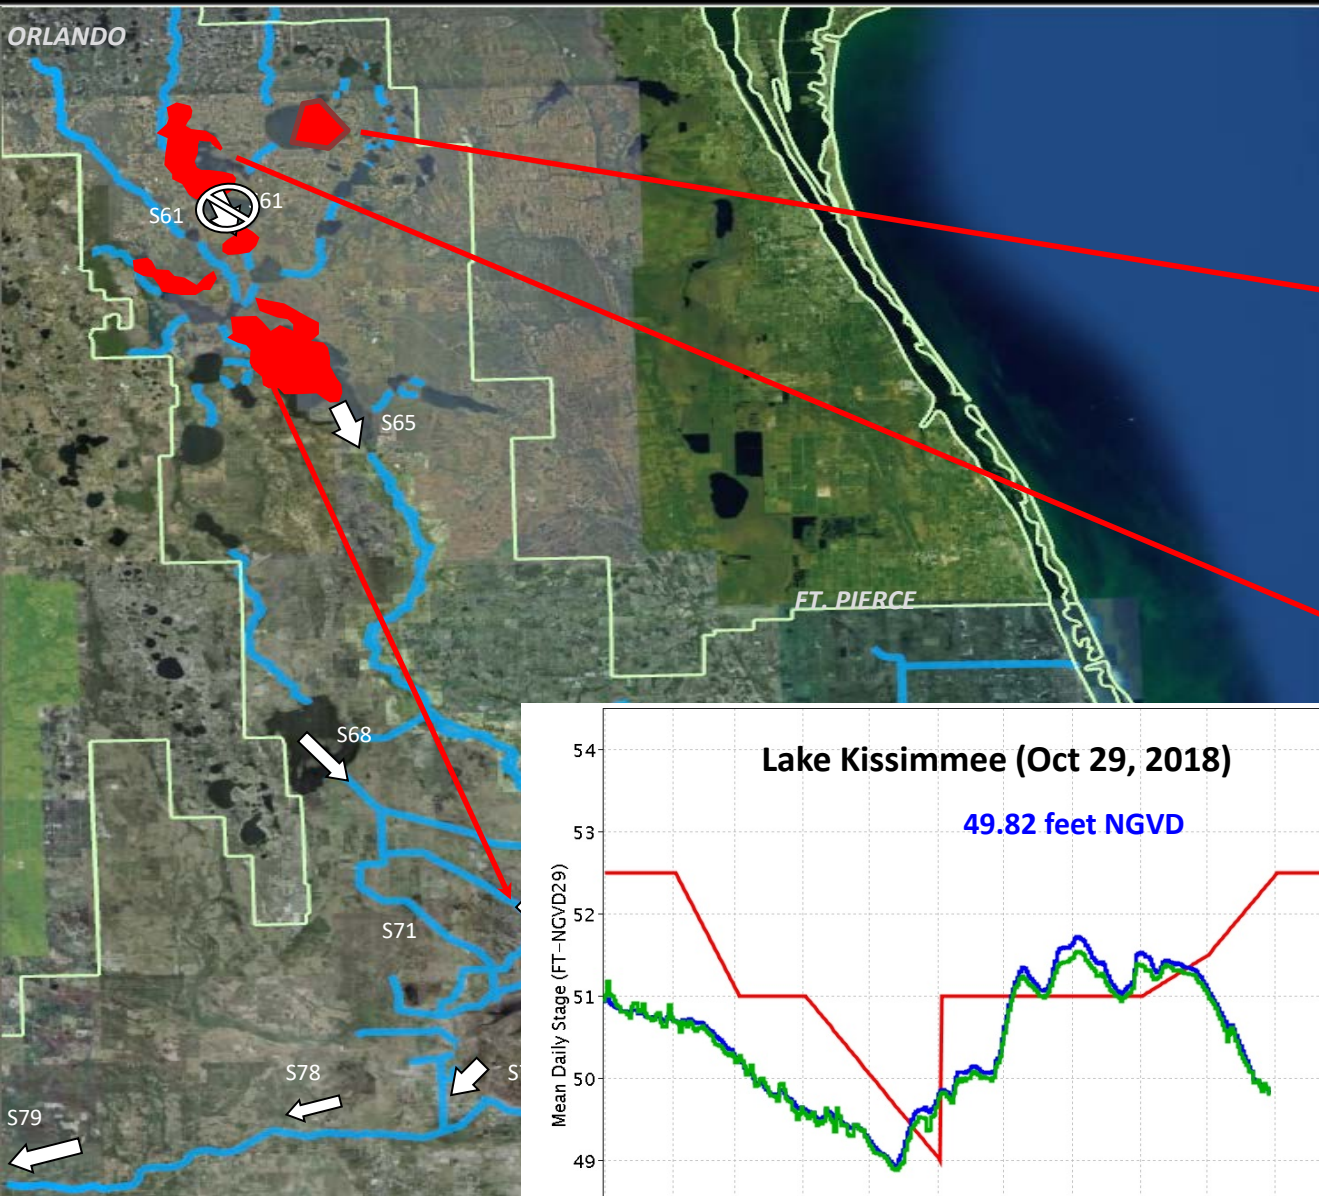 ORLANDO
S61
S65
FT. PIERCE
S68
S71
S78
S79
Lake Kissimmee (Oct 29, 2018)
49.82 feet NGVD
Mean Daily Stage (FT-NGVD29)
54
53
52
51
50
49